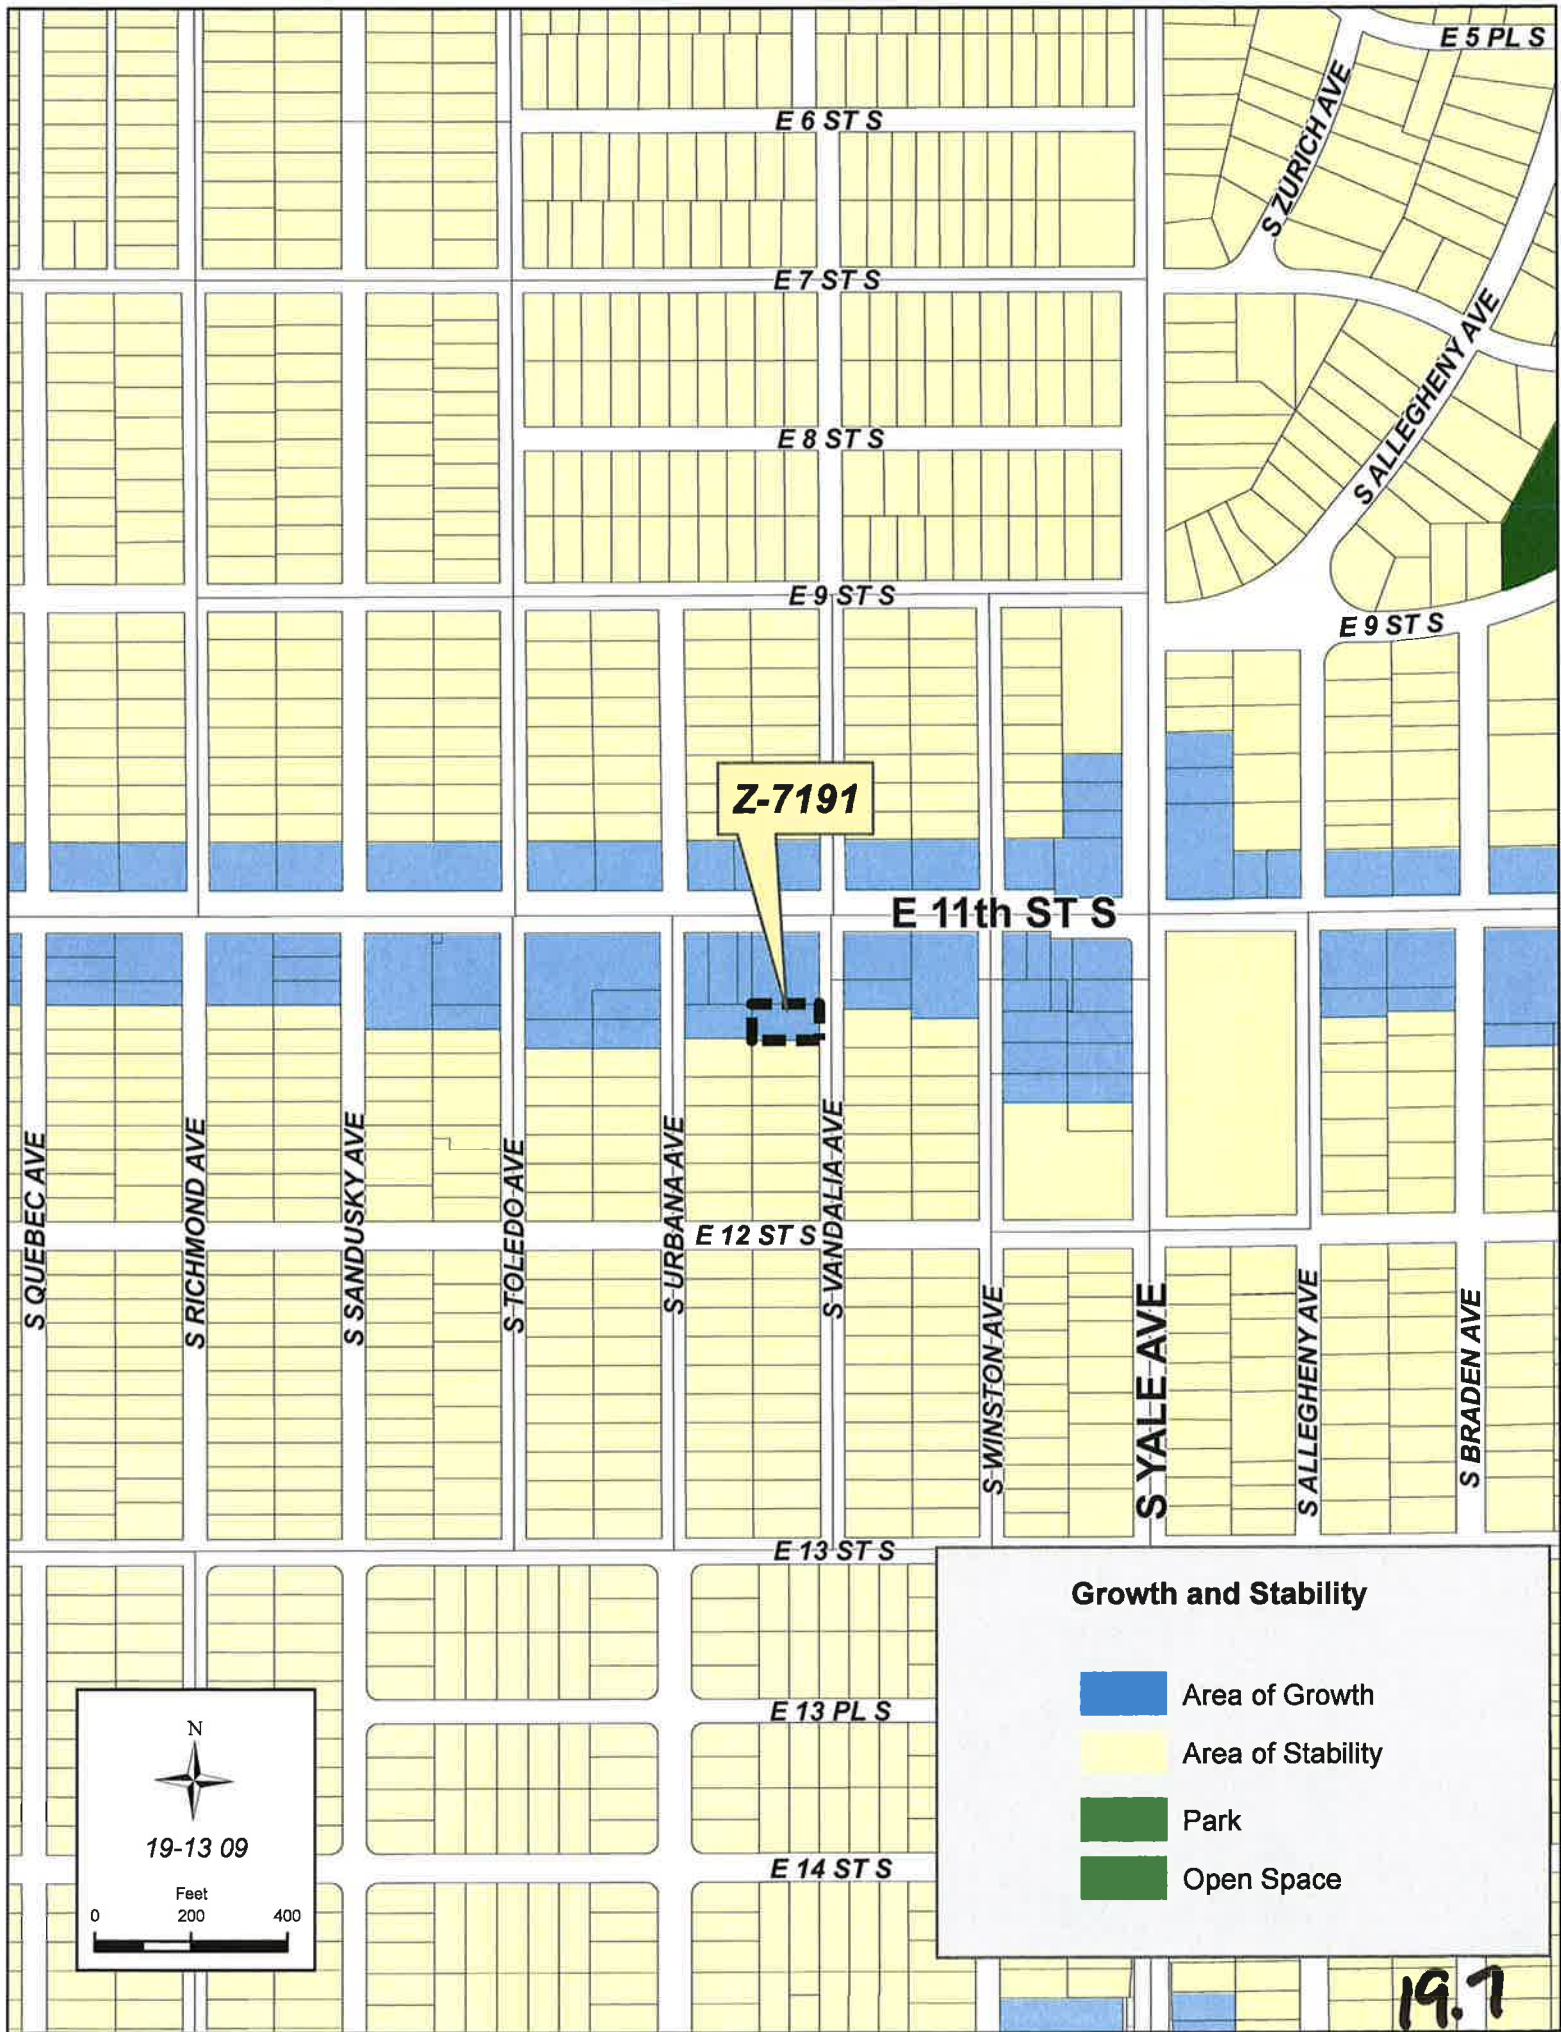 E 5 PL S
E 6 ST S
S ZURICH AVE
E 7 ST S
S ALLEGHENY AVE
E 8 ST S
E 9 ST S
E 9 ST S
Z-7191
E 11th ST S
S QUEBEC AVE
S RICHMOND AVE
S SANDUSKY AVE
S TOLEDO AVE
S URBANA AVE
E 12 ST S
S VANDALIA AVE
S WINSTON AVE
S YALE AVE
S ALLEGHENY AVE
S BRADEN AVE
E 13 ST S
Growth and Stability
Area of Growth
Area of Stability
Park
Open Space
E 13 PL S
E 14 ST S
N
19-13 09
Feet
0 200 400
19.7